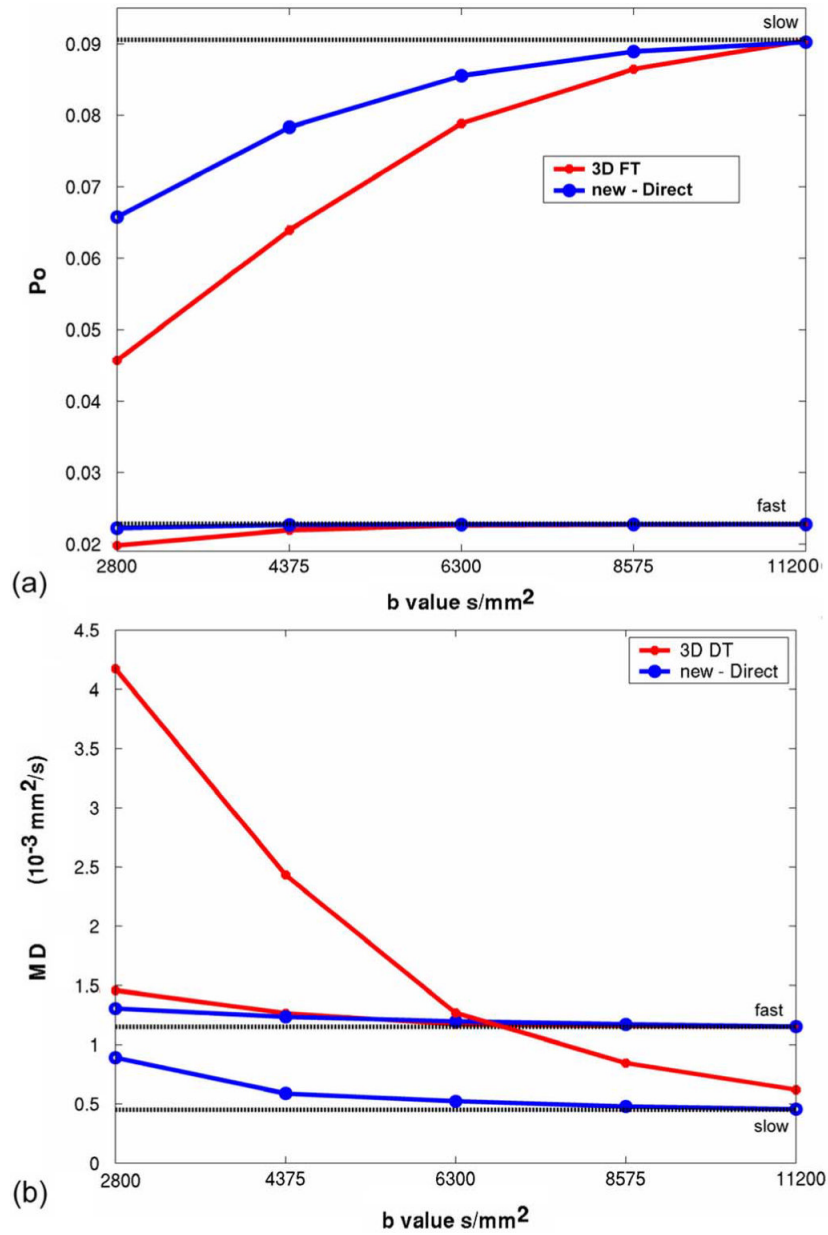 slow
0.09
0.08
0.07
0.06
0.05
0.04
0.03
0.02
Po
3D FT
new - Direct
fast
2800 4375 6300 8575 11200
b value s/mm²
(a)
4.5
4
3.5
3
2.5
2
1.5
1
0.5
0
MD (10⁻³ mm²/s)
3D DT
new - Direct
fast
slow
2800 4375 6300 8575 11200
b value s/mm²
(b)